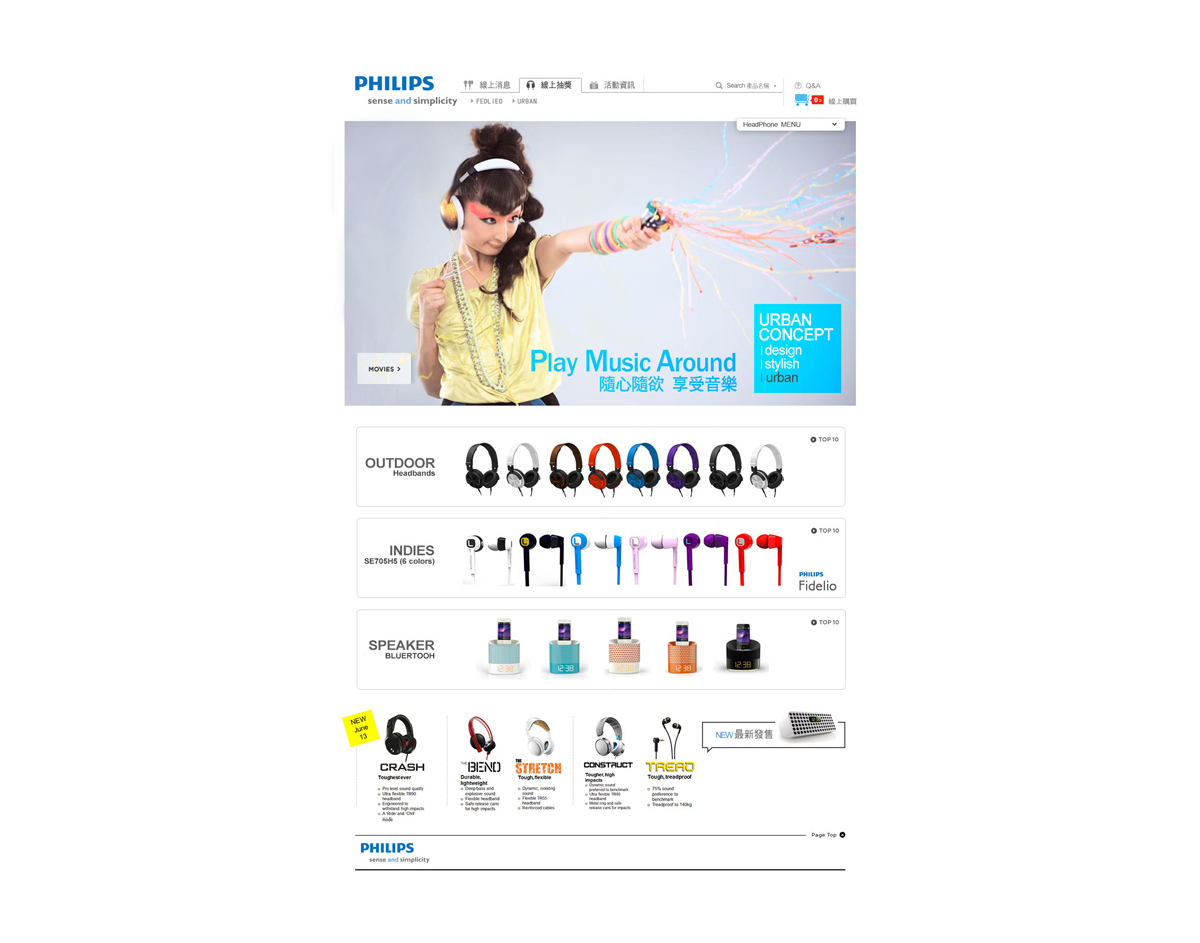 PHILIPS
sense and simplicity
線上消息
線上抽獎
活動資訊
FEDLIEO
URBAN
Search 產品名稱
Q&A
線上購買
HeadPhone MENU
URBAN
CONCEPT
design
stylish
urban
Play Music Around
隨心隨欲 享受音樂
MOVIES
TOP 10
OUTDOOR
Headbands
TOP 10
INDIES
SE705H5 (6 colors)
PHILIPS
Fidelio
TOP 10
SPEAKER
BLUERTOOH
NEW
June
13
CRASH
Toughest ever
Pro level sound quality
Ultra flexible TR90
headband
Engineered to
withstand high impacts
A 'Ride' and 'Chill'
mode
THE BEND
Durable,
lightweight
Deep bass and
explosive sound
Flexible headband
Safe release cans
for high impacts
THE
STRETCH
Tough, flexible
Dynamic, isolating
sound
Flexible TR55
headband
Reinforced cables
CONSTRUCT
Tougher, high
impacts
Dynamic sound
preferred to benchmark
Ultra flexible TR90
headband
Metal ring and safe
release cans for impacts
TREAD
Tough, treadproof
75% sound
preference to
benchmark
Treadproof to 140kg
NEW 最新發售
Page Top
PHILIPS
sense and simplicity